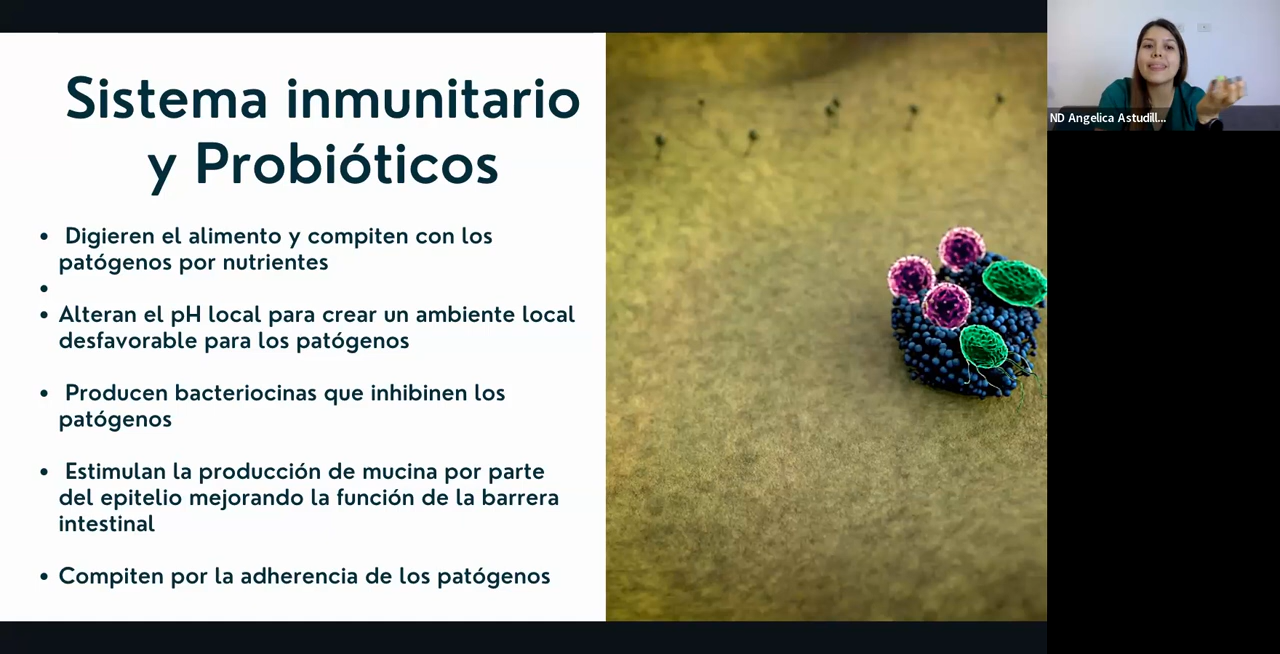 Sistema inmunitario
y Probióticos
• Digieren el alimento y compiten con los
patógenos por nutrientes
•
• Alteran el pH local para crear un ambiente local
desfavorable para los patógenos
• Producen bacteriocinas que inhibinen los
patógenos
• Estimulan la producción de mucina por parte
del epitelio mejorando la función de la barrera
intestinal
• Compiten por la adherencia de los patógenos
ND Angelica Astudill...